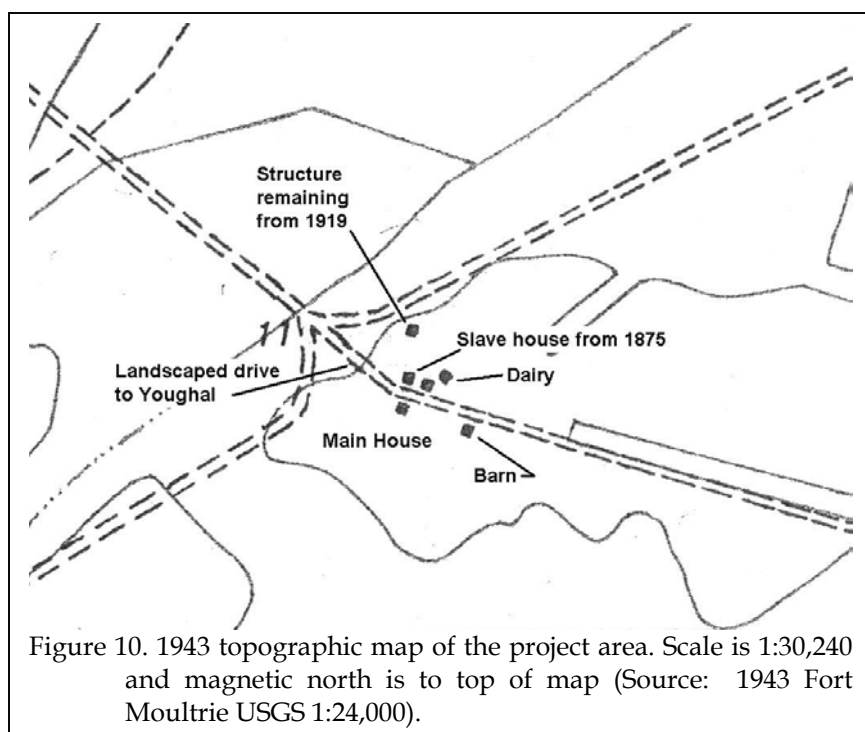 Structure
remaining
from 1919
11
Slave house from 1875
Landscaped drive
to Youghal
Dairy
Main House
Barn
Figure 10. 1943 topographic map of the project area. Scale is 1:30,240
and magnetic north is to top of map (Source: 1943 Fort
Moultrie USGS 1:24,000).